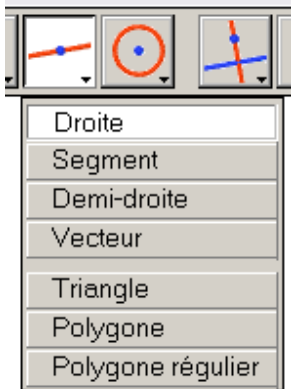 Droite
Segment
Demi-droite
Vecteur
Triangle
Polygone
Polygone régulier